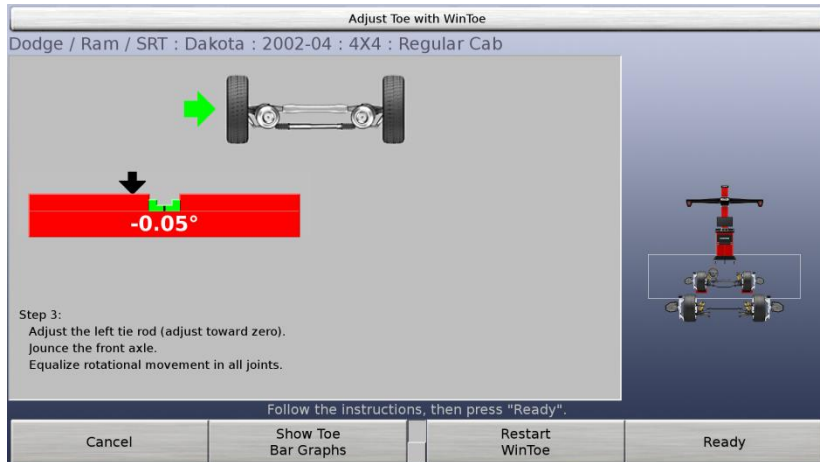 Adjust Toe with WinToe
Dodge / Ram / SRT : Dakota : 2002-04 : 4X4 : Regular Cab
-0.05°
Step 3:
Adjust the left tie rod (adjust toward zero).
Jounce the front axle.
Equalize rotational movement in all joints.
Follow the instructions, then press "Ready".
Cancel
Show Toe
Bar Graphs
Restart
WinToe
Ready